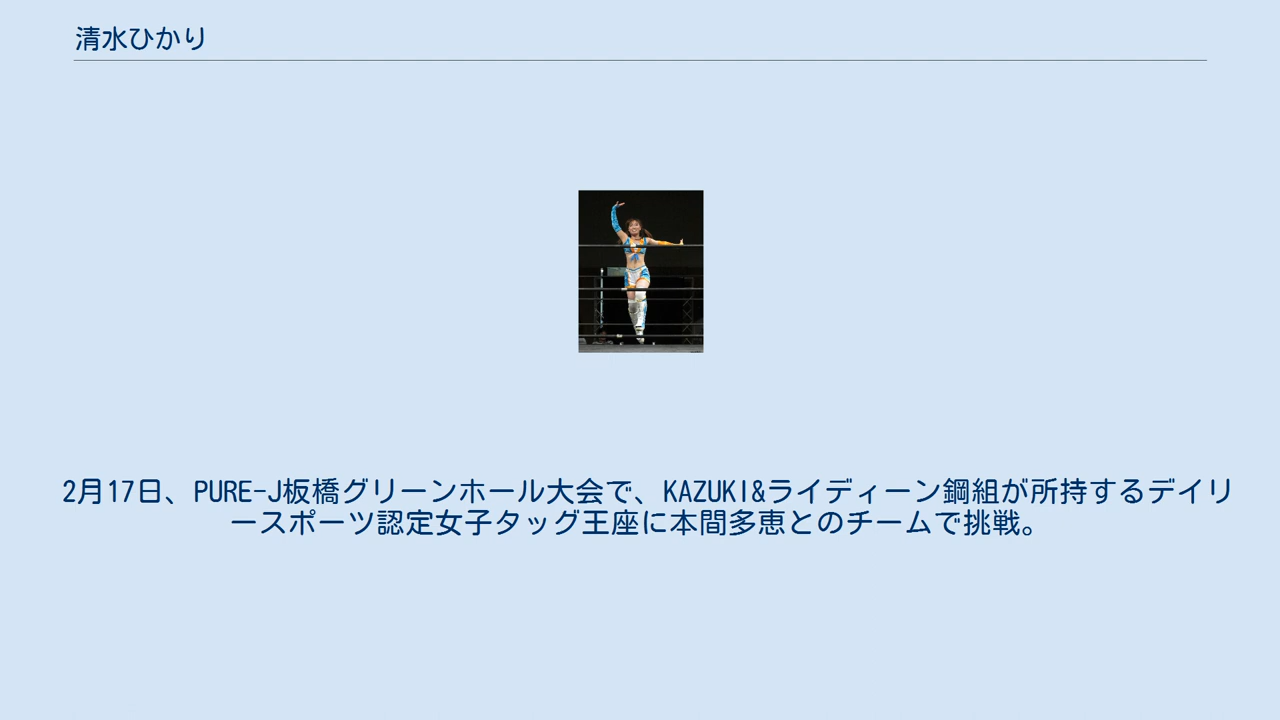 清水ひかり
2月17日、PURE-J板橋グリーンホール大会で、KAZUKI&ライディーン鋼組が所持するデイリ
ースポーツ認定女子タッグ王座に本間多恵とのチームで挑戦。